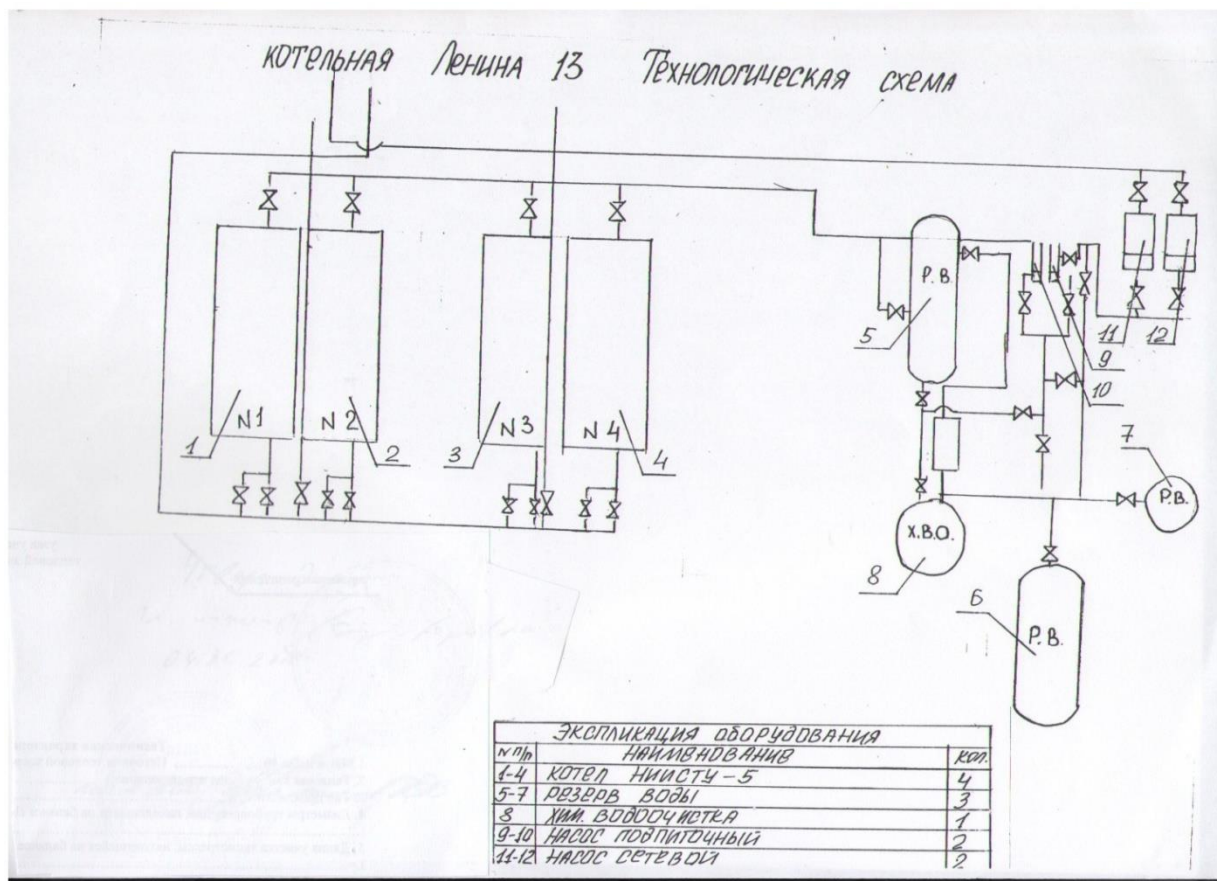 КОТЕЛЬНАЯ ЛЕНИНА 13 ТЕХНОЛОГИЧЕСКАЯ СХЕМА
Р.В.
5
11
12
9
10
N1
N2
N3
N4
1
2
3
4
7
Р.В.
Х.В.О.
8
6
Р.В.
ЭКСПЛИКАЦИЯ ОБОРУДОВАНИЯ
N п/п НАИМЕНОВАНИЕ КОЛ.
1-4 КОТЕЛ НИИСТУ-5 4
5-7 РЕЗЕРВ ВОДЫ 3
8 ХИМ. ВОДООЧИСТКА 1
9-10 НАСОС ПОДПИТОЧНЫЙ 2
11-12 НАСОС СЕТЕВОЙ 2